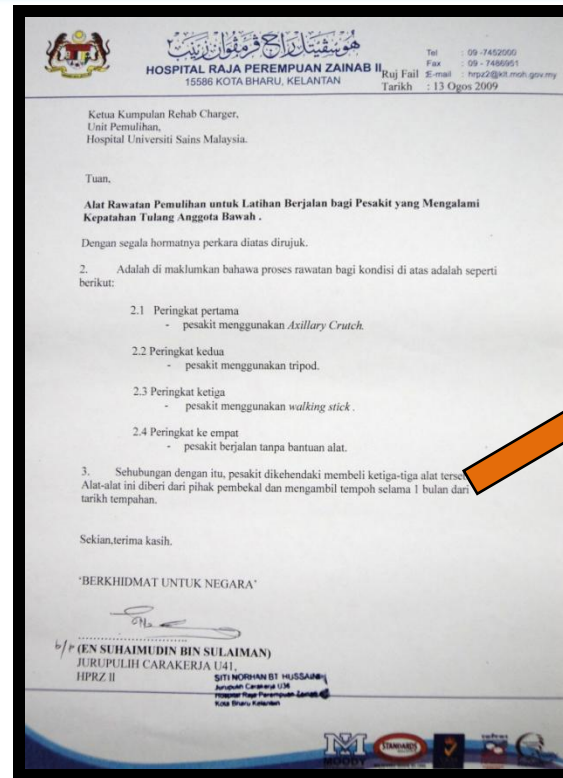 هوسڤيتل راج ڤرمڤوان زينب
HOSPITAL RAJA PEREMPUAN ZAINAB II
15586 KOTA BHARU, KELANTAN
Tel : 09 -7452000
Fax : 09 - 7486951
Ruj Fail : E-mail : hrpz2@klt.moh.gov.my
Tarikh : 13 Ogos 2009
Ketua Kumpulan Rehab Charger,
Unit Pemulihan,
Hospital Universiti Sains Malaysia.
Tuan,
Alat Rawatan Pemulihan untuk Latihan Berjalan bagi Pesakit yang Mengalami
Kepatahan Tulang Anggota Bawah .
Dengan segala hormatnya perkara diatas dirujuk.
2. Adalah di maklumkan bahawa proses rawatan bagi kondisi di atas adalah seperti
berikut:
2.1 Peringkat pertama
- pesakit menggunakan Axillary Crutch.
2.2 Peringkat kedua
- pesakit menggunakan tripod.
2.3 Peringkat ketiga
- pesakit menggunakan walking stick .
2.4 Peringkat ke empat
- pesakit berjalan tanpa bantuan alat.
3. Sehubungan dengan itu, pesakit dikehendaki membeli ketiga-tiga alat
Alat-alat ini diberi dari pihak pembekal dan mengambil tempoh selama 1 bulan dari
tarikh tempahan.
Sekian,terima kasih.
'BERKHIDMAT UNTUK NEGARA'
b/p (EN SUHAIMUDIN BIN SULAIMAN)
JURUPULIH CARAKERJA U41,
HPRZ II
SITI NORHAN BT HUSSAIN
Jurupulih Carakerja U36
Hospital Raja Perempuan Zainab II
Kota Bharu Kelantan
MOODY
STANDARDS